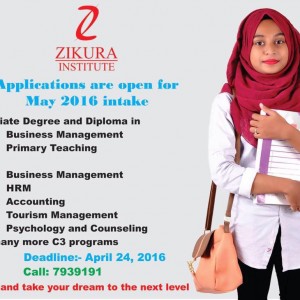 ZIKURA
INSTITUTE
Applications are open for
May 2016 intake
iate Degree and Diploma in
Business Management
Primary Teaching
Business Management
HRM
Accounting
Tourism Management
Psychology and Counseling
any more C3 programs
Deadline:- April 24, 2016
Call: 7939191
and take your dream to the next level